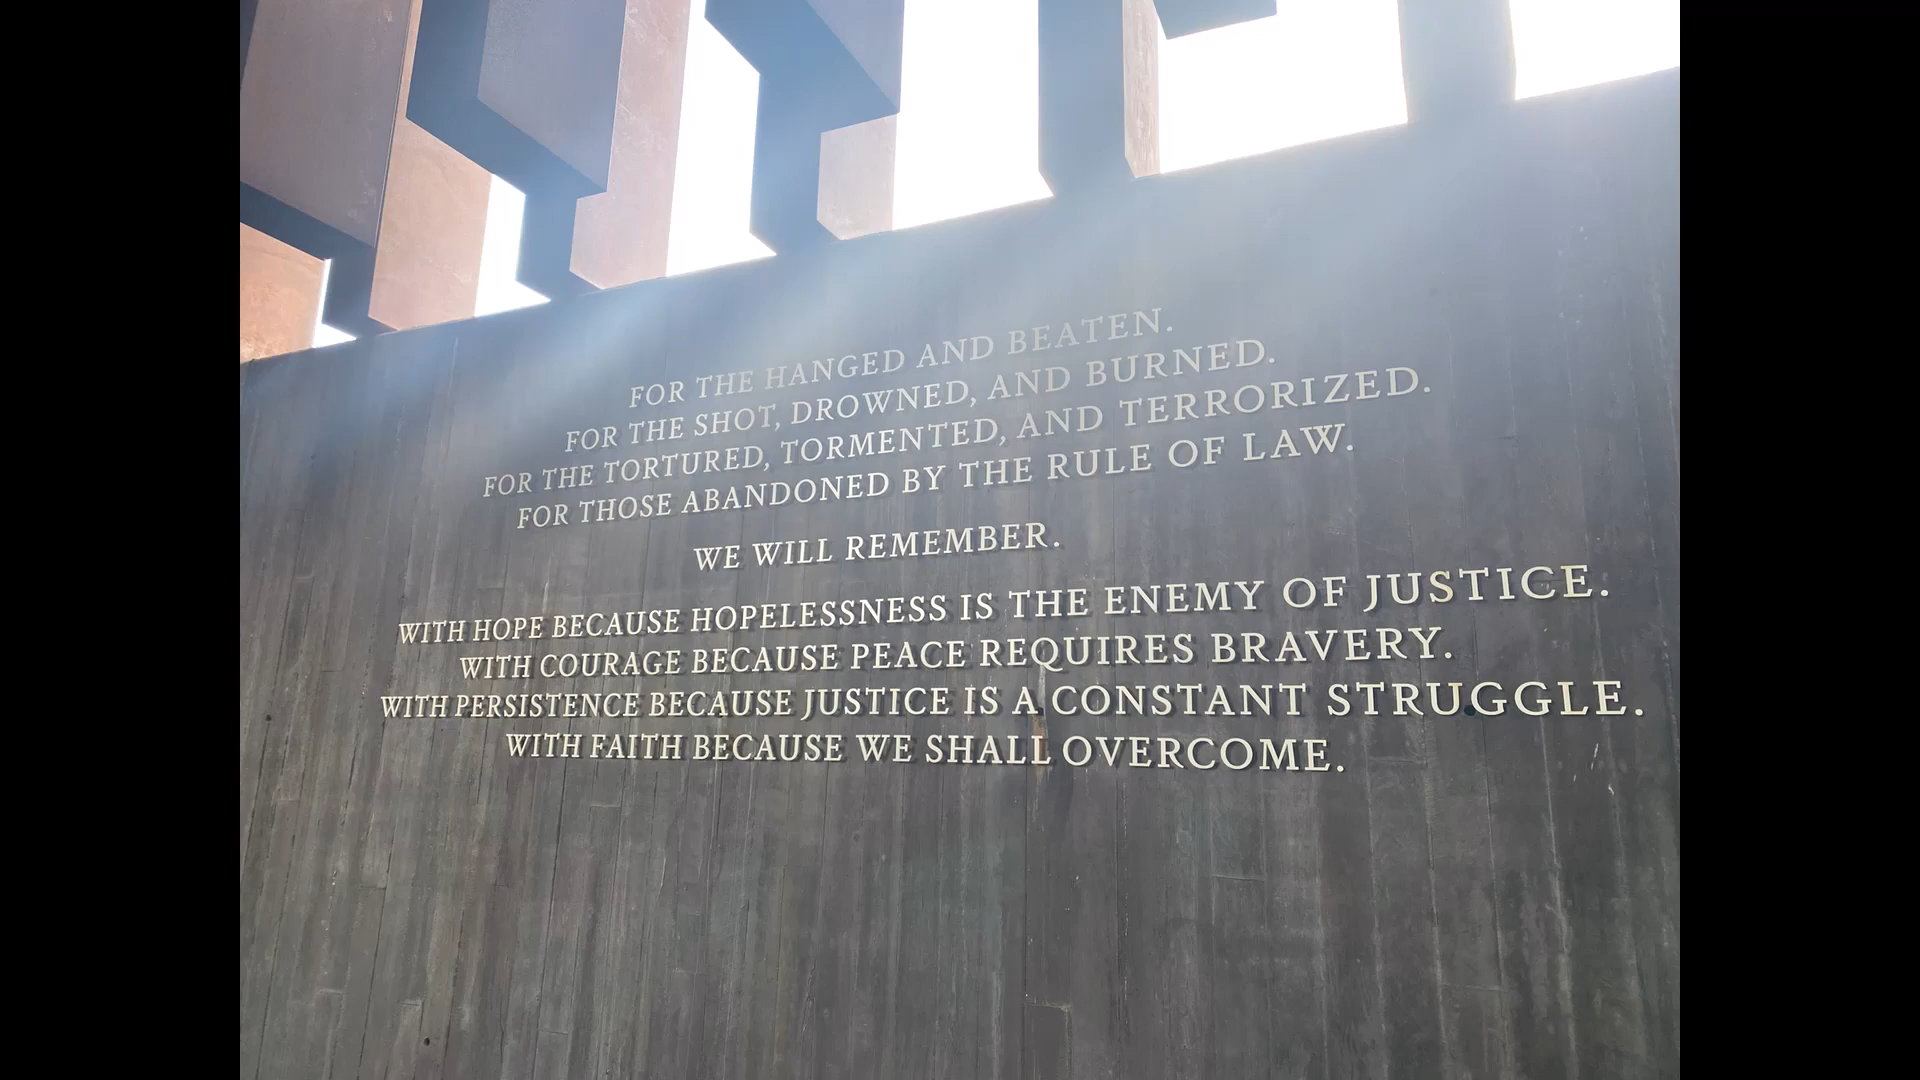 FOR THE HANGED AND BEATEN.
FOR THE SHOT, DROWNED, AND BURNED.
FOR THE TORTURED, TORMENTED, AND TERRORIZED.
FOR THOSE ABANDONED BY THE RULE OF LAW.
WE WILL REMEMBER.
WITH HOPE BECAUSE HOPELESSNESS IS THE ENEMY OF JUSTICE.
WITH COURAGE BECAUSE PEACE REQUIRES BRAVERY.
WITH PERSISTENCE BECAUSE JUSTICE IS A CONSTANT STRUGGLE.
WITH FAITH BECAUSE WE SHALL OVERCOME.